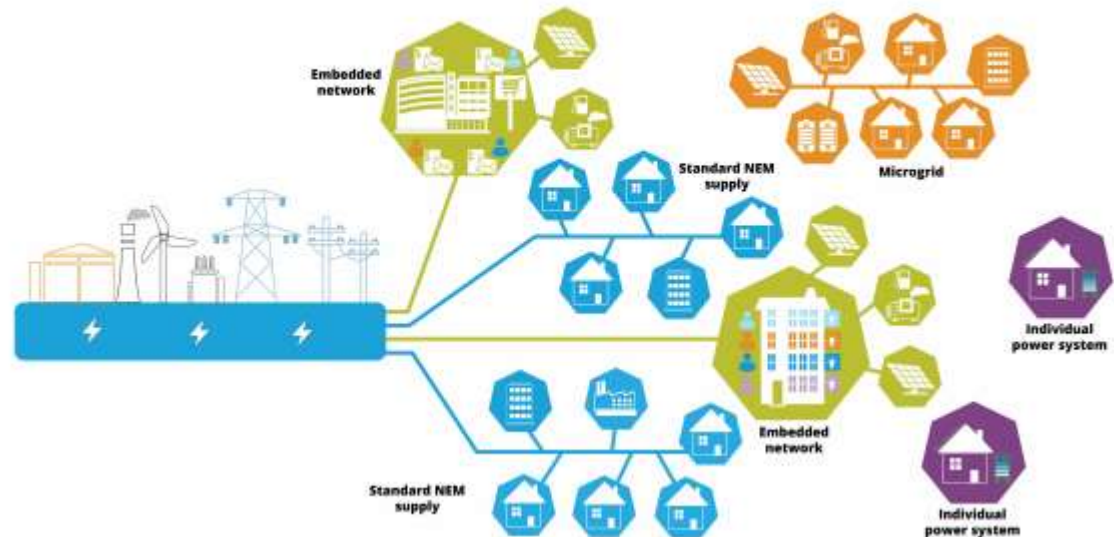 Embedded
network
Standard NEM
supply
Microgrid
Individual
power system
Embedded
network
Standard NEM
supply
Individual
power system